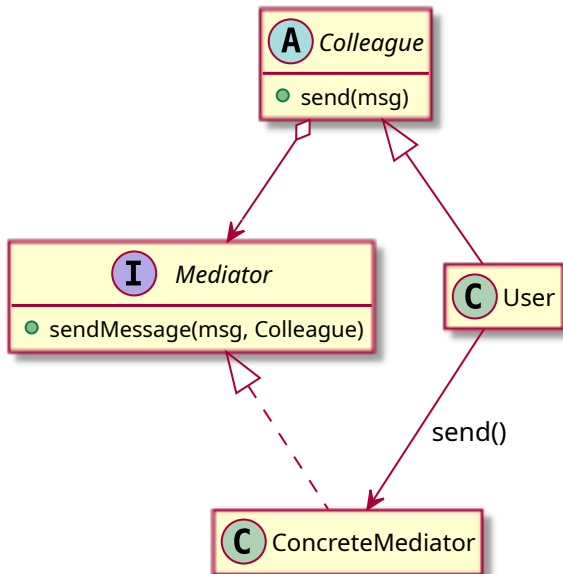 A Colleague
send(msg)
I Mediator
sendMessage(msg, Colleague)
C User
send()
C ConcreteMediator